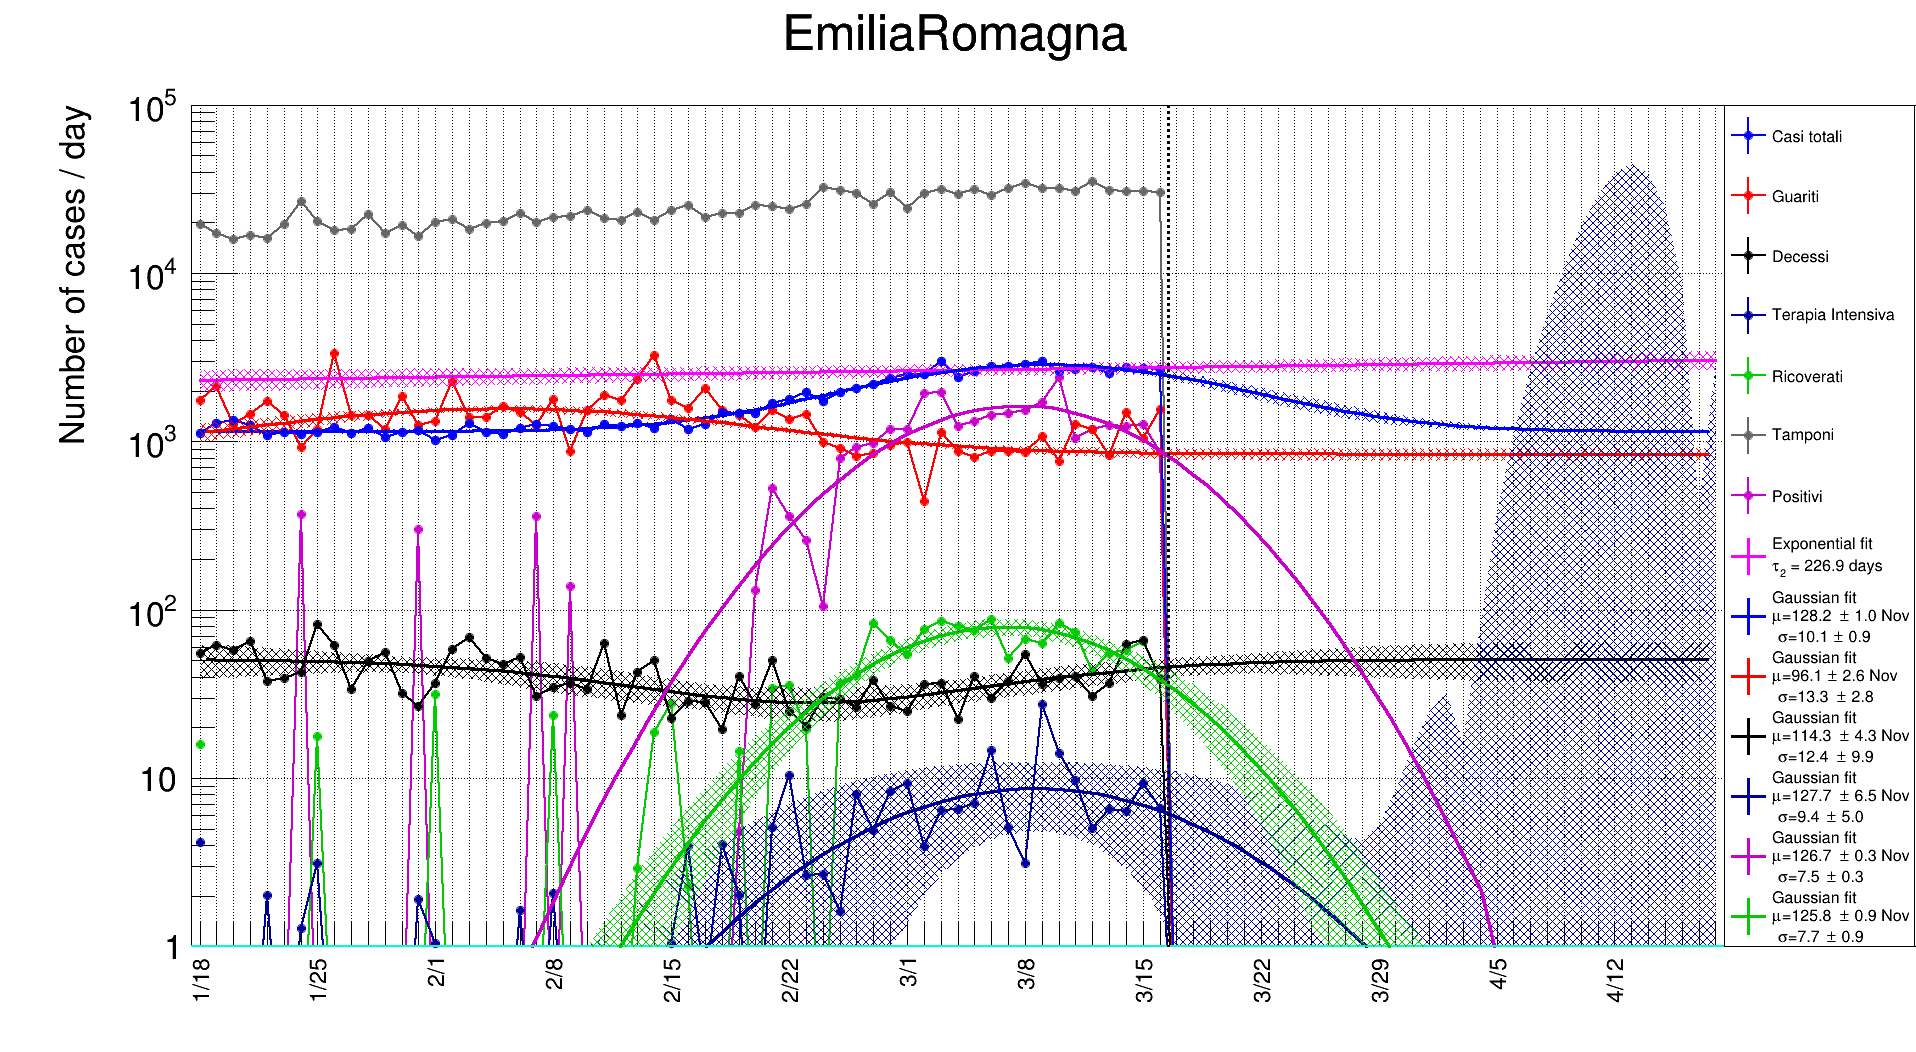 EmiliaRomagna
Number of cases / day
10^5
10^4
10^3
10^2
10
1
1/18
1/25
2/1
2/8
2/15
2/22
3/1
3/8
3/15
3/22
3/29
4/5
4/12
Casi totali
Guariti
Decessi
Terapia Intensiva
Ricoverati
Tamponi
Positivi
Exponential fit
τ_2 = 226.9 days
Gaussian fit
μ=128.2 ± 1.0 Nov
σ=10.1 ± 0.9
Gaussian fit
μ=96.1 ± 2.6 Nov
σ=13.3 ± 2.8
Gaussian fit
μ=114.3 ± 4.3 Nov
σ=12.4 ± 9.9
Gaussian fit
μ=127.7 ± 6.5 Nov
σ=9.4 ± 5.0
Gaussian fit
μ=126.7 ± 0.3 Nov
σ=7.5 ± 0.3
Gaussian fit
μ=125.8 ± 0.9 Nov
σ=7.7 ± 0.9